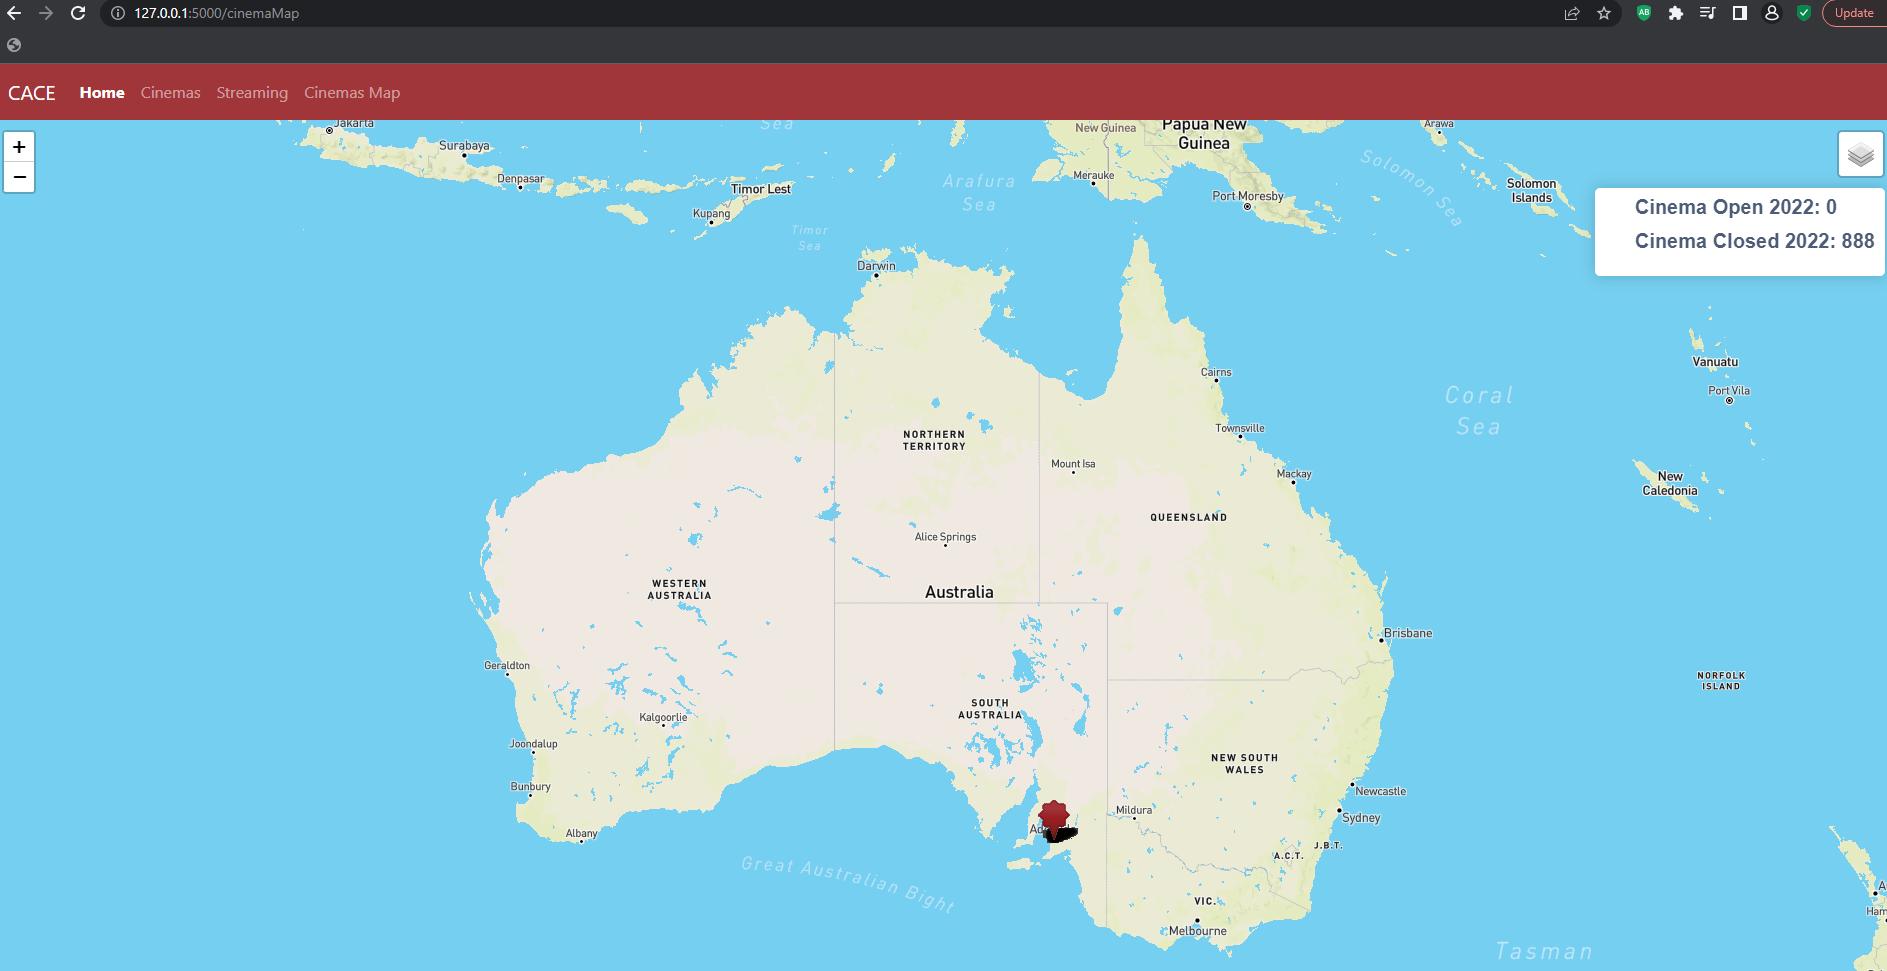 127.0.0.1:5000/cinemaMap
Update
CACE Home Cinemas Streaming Cinemas Map
+
−
Cinema Open 2022: 0
Cinema Closed 2022: 888
Jakarta
Surabaya
Denpasar
Kupang
Timor Lest
Sea
Arafura
Sea
Timor
Sea
New Guinea
Papua New
Guinea
Merauke
Port Moresby
Arawa
Solomon Sea
Solomon
Islands
Darwin
Cairns
Vanuatu
Port Vila
Coral
Sea
Townsville
NORTHERN
TERRITORY
Mount Isa
Mackay
New
Caledonia
QUEENSLAND
Alice Springs
WESTERN
AUSTRALIA
Australia
Brisbane
Geraldton
NORFOLK
ISLAND
SOUTH
AUSTRALIA
Kalgoorlie
Joondalup
NEW SOUTH
WALES
Bunbury
Newcastle
Mildura
Sydney
Albany
J.B.T.
A.C.T.
Great Australian Bight
VIC.
Melbourne
Tasman